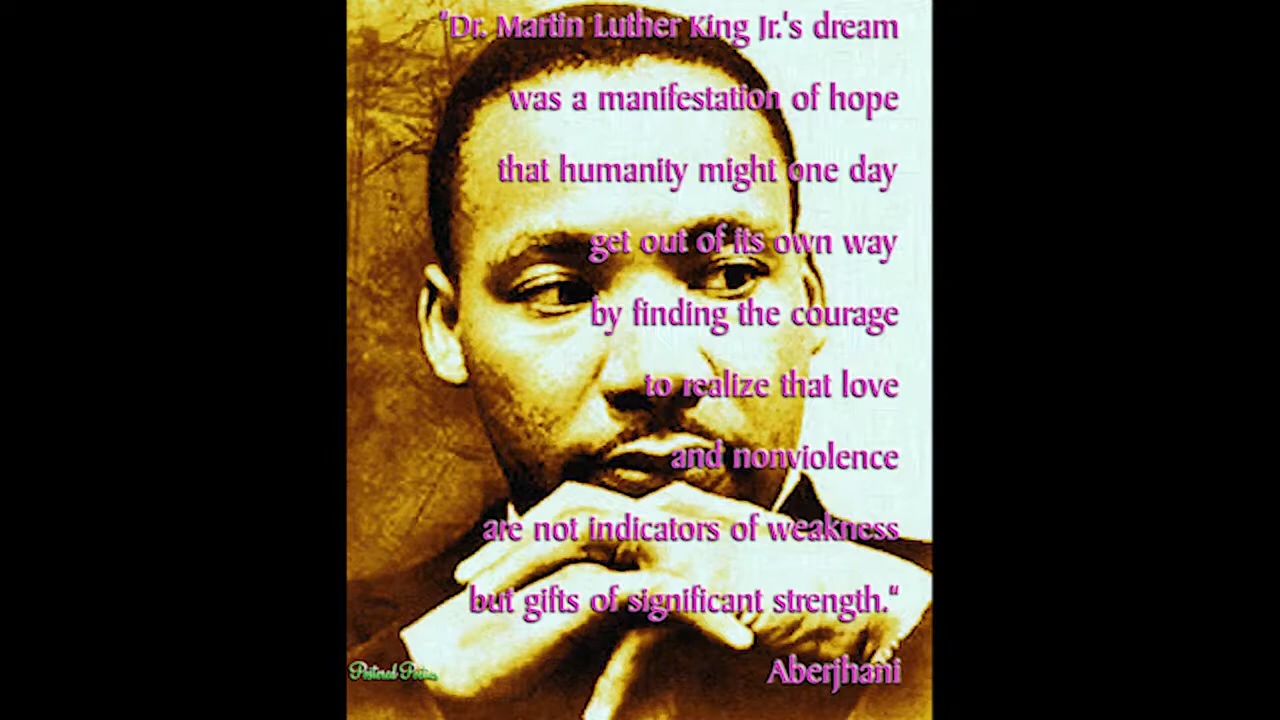 "Dr. Martin Luther King Jr.'s dream
was a manifestation of hope
that humanity might one day
get out of its own way
by finding the courage
to realize that love
and nonviolence
are not indicators of weakness
but gifts of significant strength."
Aberjhani
Postered Poetics